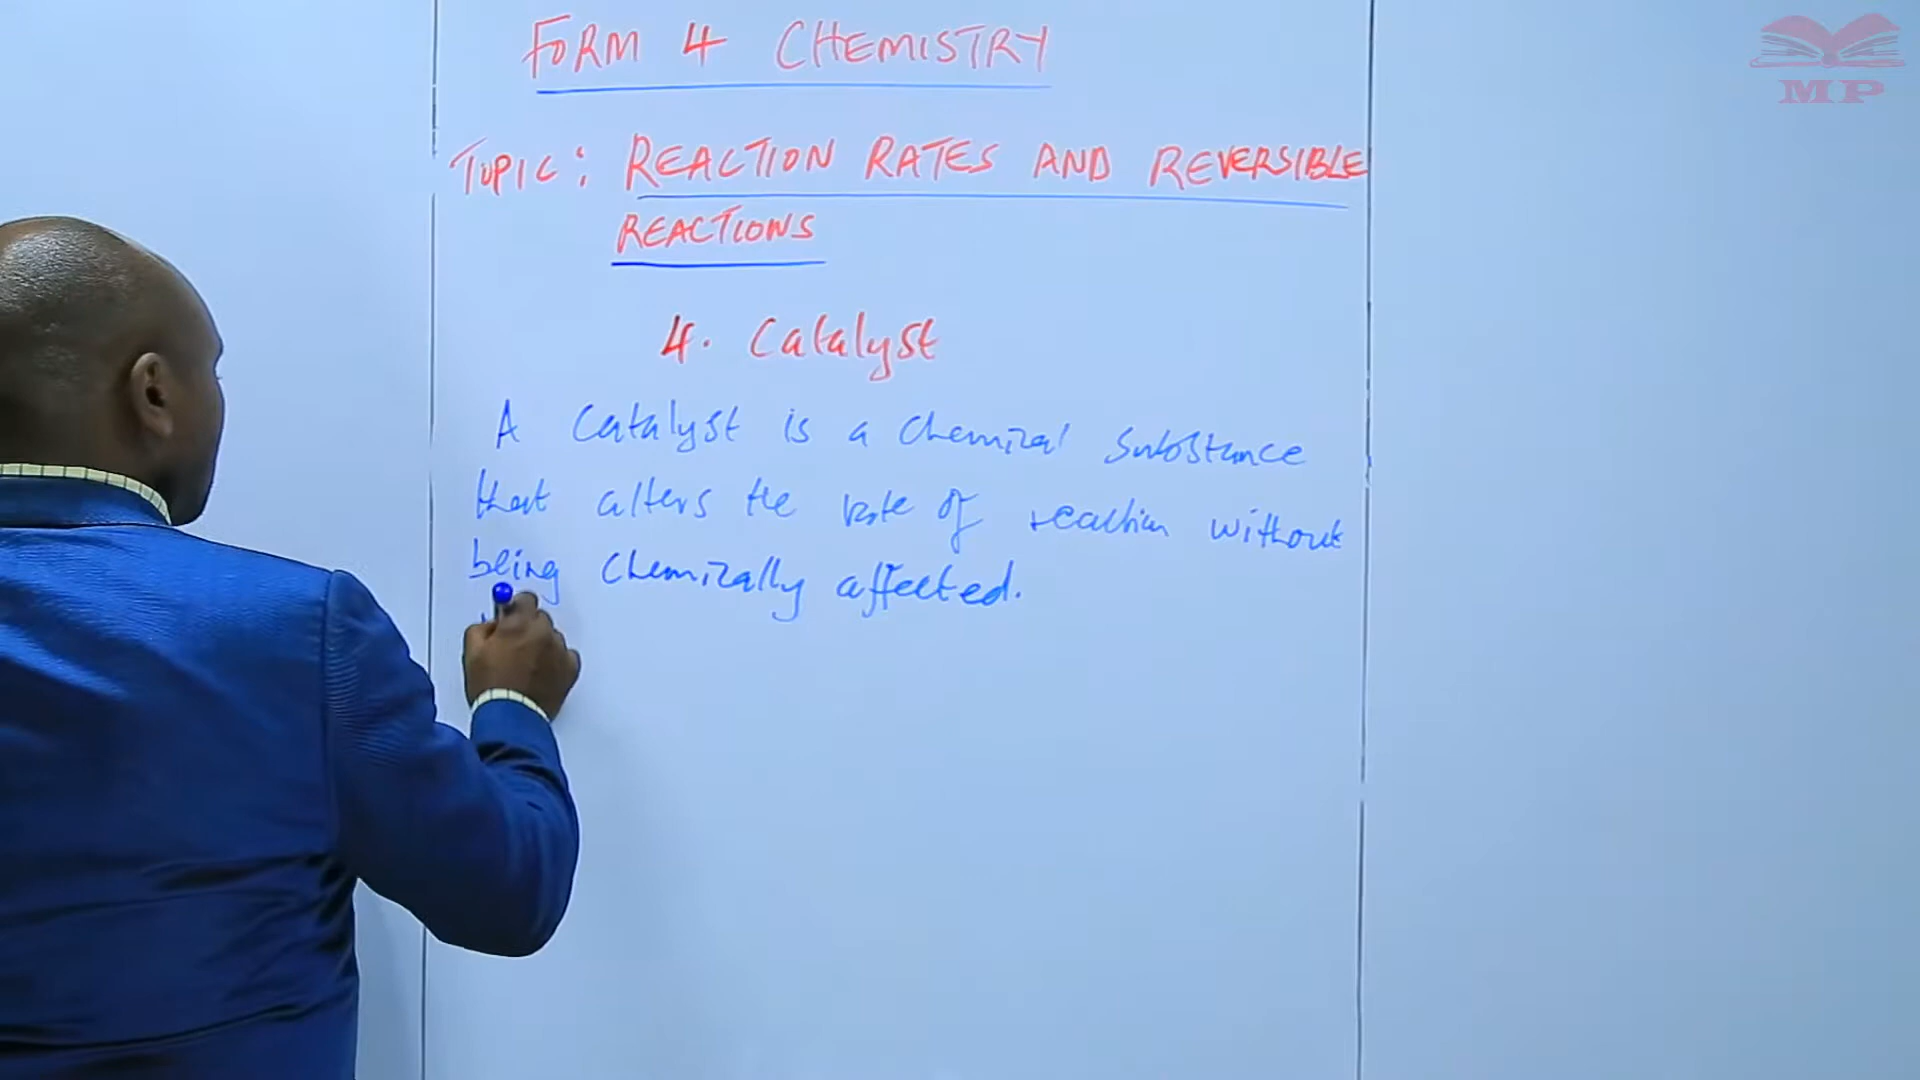 FORM 4 CHEMISTRY
TOPIC: REACTION RATES AND REVERSIBLE
REACTIONS
4. Catalyst
A Catalyst is a Chemical Substance
that alters the rate of reaction without
being Chemically affected.
MP